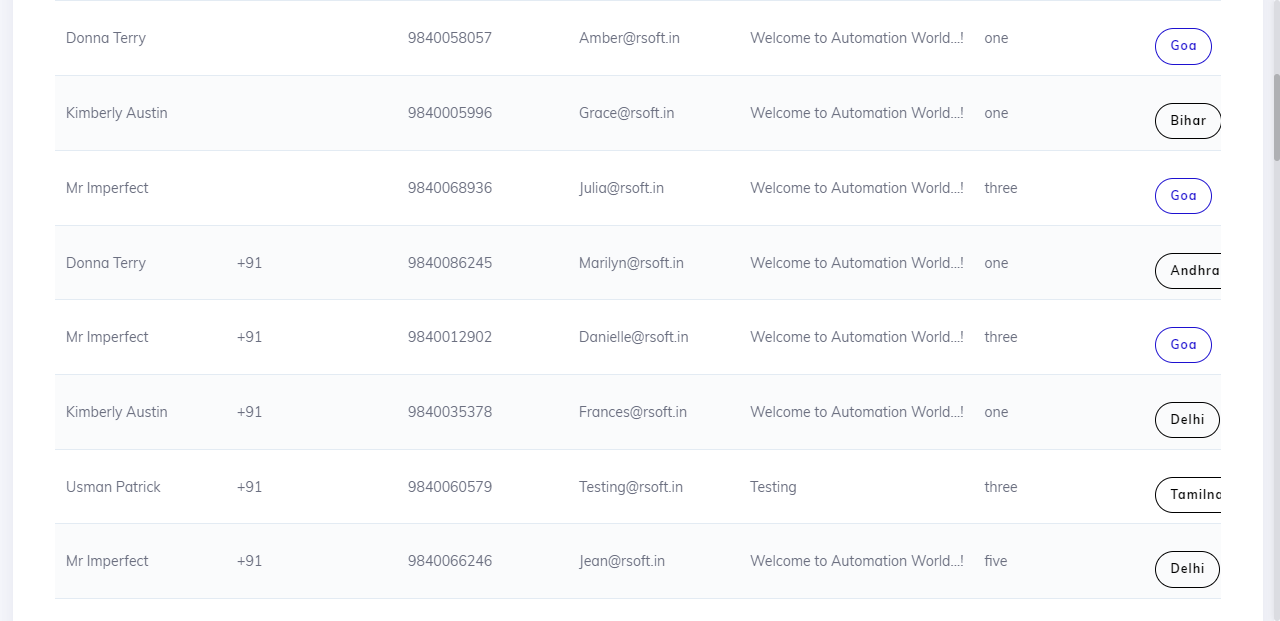 Donna Terry 9840058057 Amber@rsoft.in Welcome to Automation World...! one Goa
Kimberly Austin 9840005996 Grace@rsoft.in Welcome to Automation World...! one Bihar
Mr Imperfect 9840068936 Julia@rsoft.in Welcome to Automation World...! three Goa
Donna Terry +91 9840086245 Marilyn@rsoft.in Welcome to Automation World...! one Andhra
Mr Imperfect +91 9840012902 Danielle@rsoft.in Welcome to Automation World...! three Goa
Kimberly Austin +91 9840035378 Frances@rsoft.in Welcome to Automation World...! one Delhi
Usman Patrick +91 9840060579 Testing@rsoft.in Testing three
Mr Imperfect +91 9840066246 Jean@rsoft.in Welcome to Automation World...! five Delhi